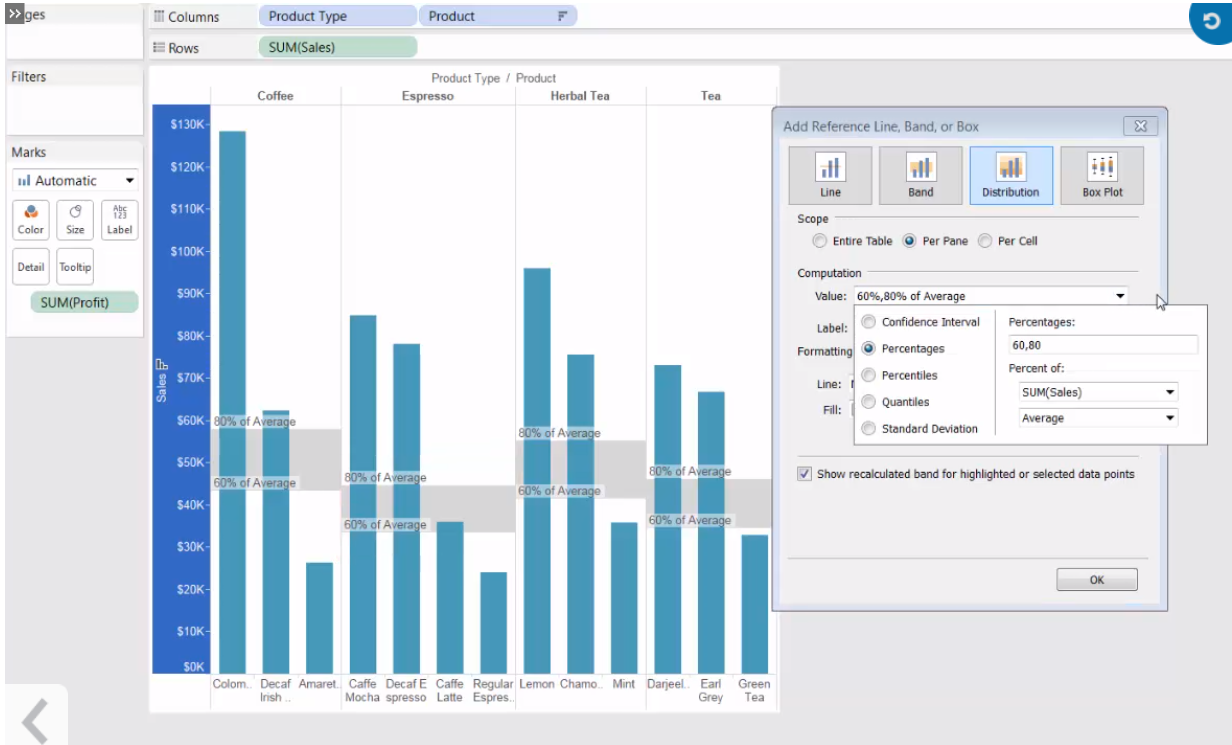 ges
Columns
Product Type
Product
Rows
SUM(Sales)
Filters
Marks
Automatic
Color
Size
Abc
123
Label
Detail
Tooltip
SUM(Profit)
Product Type / Product
Coffee
Espresso
Herbal Tea
Tea
$130K
$120K
$110K
$100K
$90K
$80K
$70K
$60K
$50K
$40K
$30K
$20K
$10K
$0K
Sales
80% of Average
60% of Average
80% of Average
60% of Average
80% of Average
60% of Average
80% of Average
60% of Average
Colom..
Decaf
Irish ..
Amaret..
Caffe
Mocha
Decaf E
spresso
Caffe
Latte
Regular
Espres..
Lemon
Chamo..
Mint
Darjeel..
Earl
Grey
Green
Tea
Add Reference Line, Band, or Box
Line
Band
Distribution
Box Plot
Scope
Entire Table
Per Pane
Per Cell
Computation
Value: 60%,80% of Average
Label:
Formatting
Line:
Fill:
Confidence Interval
Percentages
Percentiles
Quantiles
Standard Deviation
Percentages:
60,80
Percent of:
SUM(Sales)
Average
Show recalculated band for highlighted or selected data points
OK